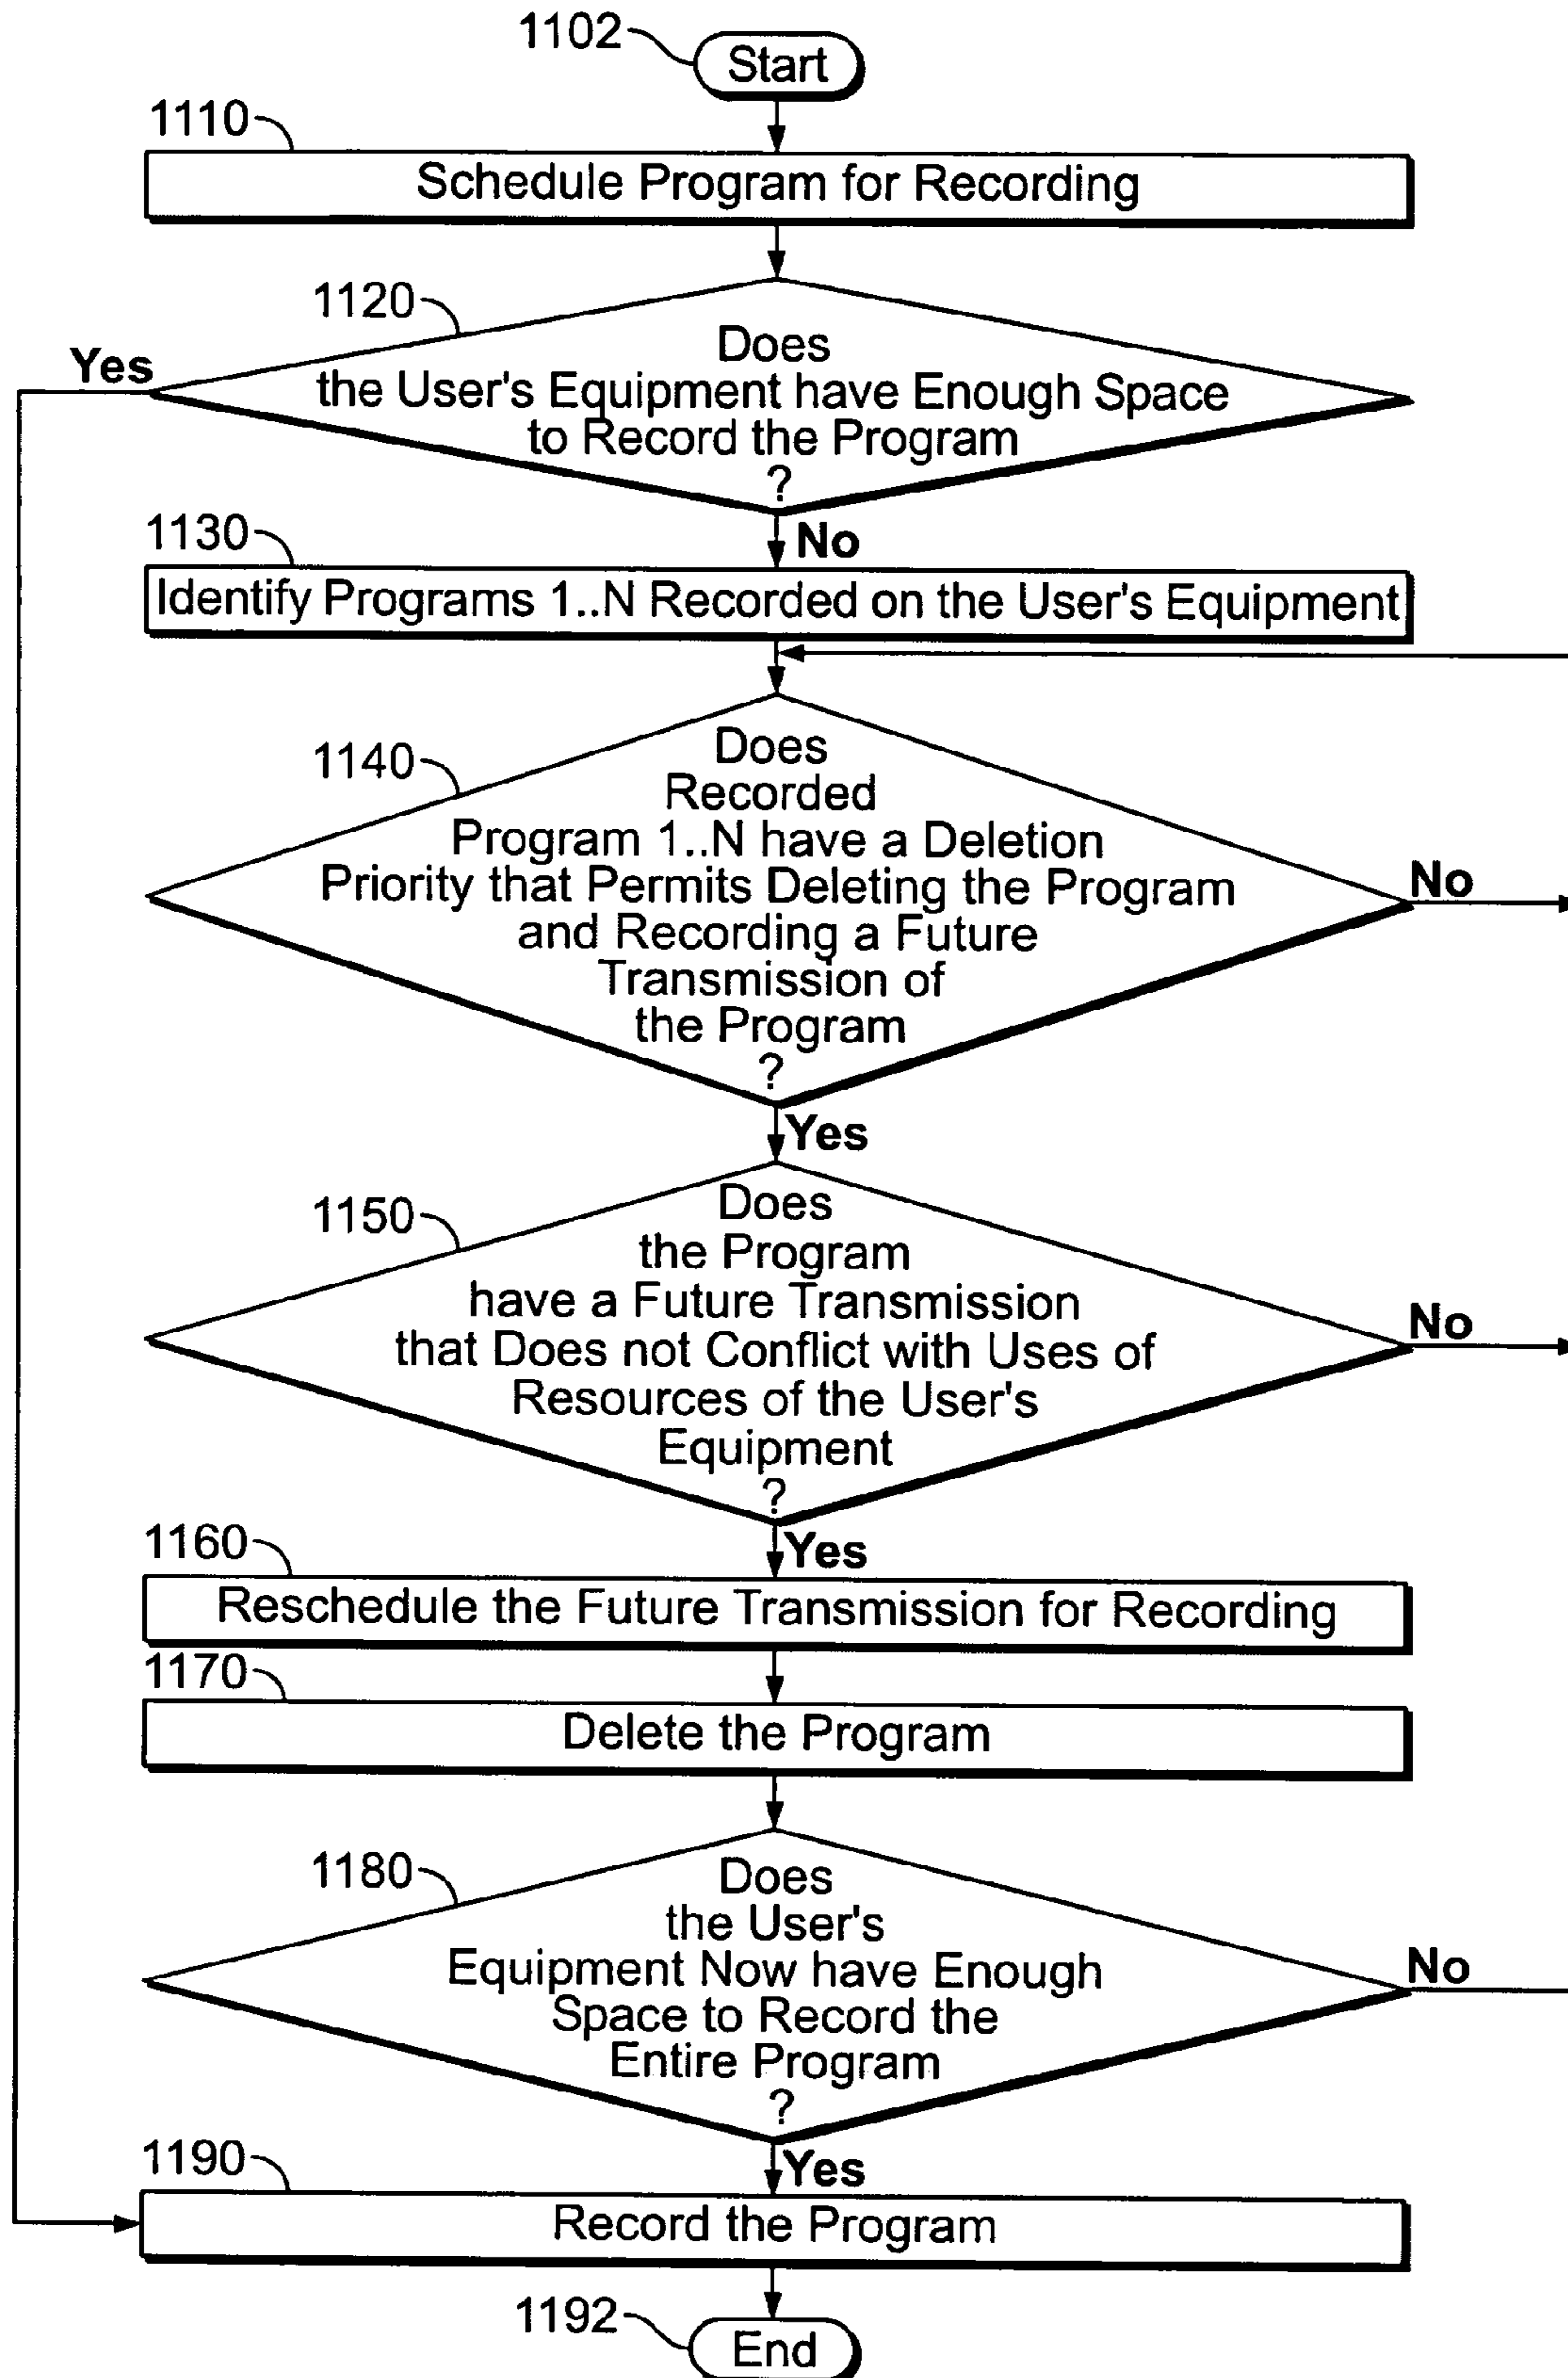 1102
Start
1110
Schedule Program for Recording
1120
Does
the User's Equipment have Enough Space
to Record the Program
?
Yes
No
1130
Identify Programs 1..N Recorded on the User's Equipment
1140
Does
Recorded
Program 1..N have a Deletion
Priority that Permits Deleting the Program
and Recording a Future
Transmission of
the Program
?
No
Yes
1150
Does
the Program
have a Future Transmission
that Does not Conflict with Uses of
Resources of the User's
Equipment
?
No
Yes
1160
Reschedule the Future Transmission for Recording
1170
Delete the Program
1180
Does
the User's
Equipment Now have Enough
Space to Record the
Entire Program
?
No
Yes
1190
Record the Program
1192
End